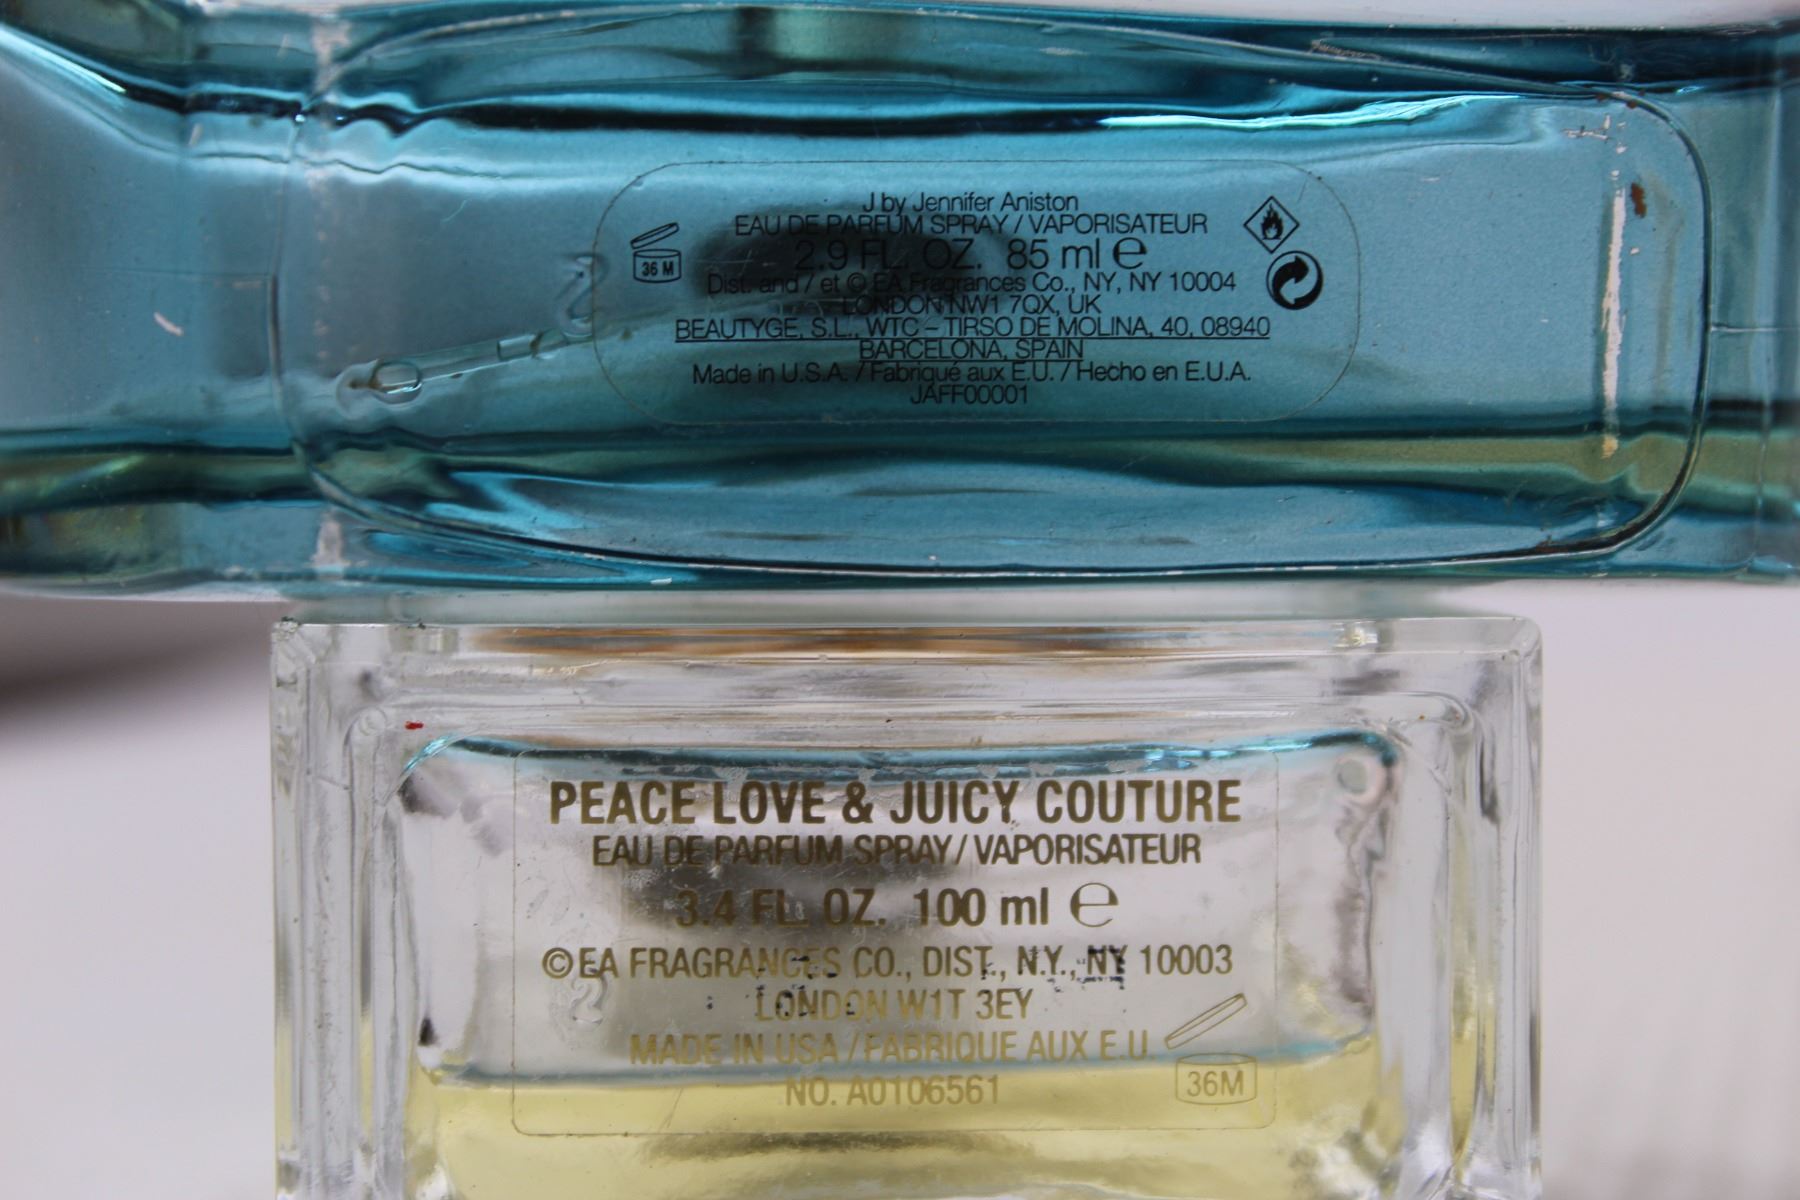 J by Jennifer Aniston
EAU DE PARFUM SPRAY / VAPORISATEUR
2.9 FL. OZ. 85 ml ℮
36 M
Dist. and / et © EA Fragrances Co., NY, NY 10004
LONDON NW1 7QX, UK
BEAUTYGE, S.L., WTC – TIRSO DE MOLINA, 40, 08940
BARCELONA, SPAIN
Made in U.S.A. / Fabriqué aux E.U. / Hecho en E.U.A.
JAFF00001
2
PEACE LOVE & JUICY COUTURE
EAU DE PARFUM SPRAY / VAPORISATEUR
3.4 FL. OZ. 100 ml ℮
© EA FRAGRANCES CO., DIST., N.Y., NY 10003
2
LONDON W1T 3EY
MADE IN USA / FABRIQUE AUX E.U.
NO. A0106561
36M